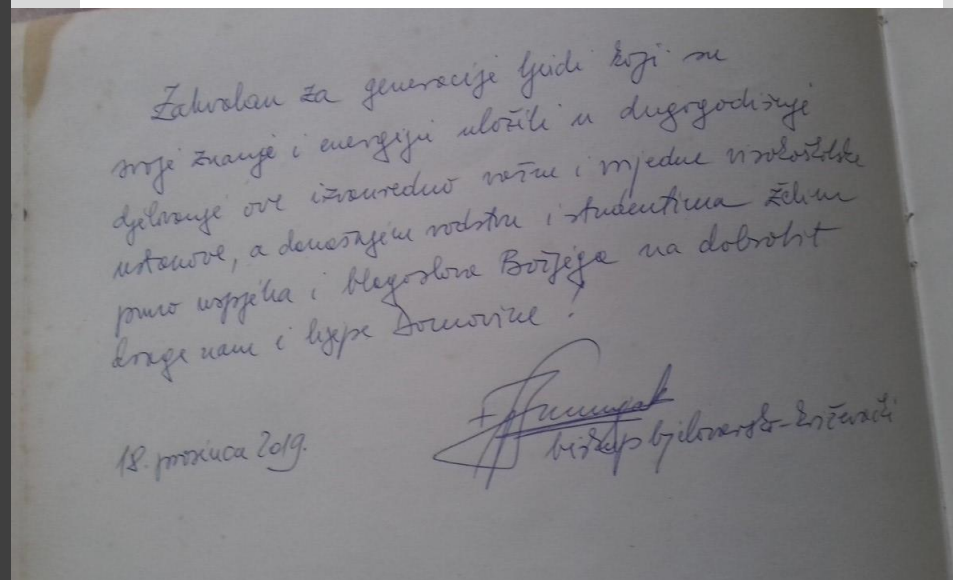 Zahvalan za generacije ljudi koji su
svoje znanje i energiju uložili u dugogodišnje
djelovanje ove izvanredno važne i vrijedne visokoškolske
ustanove, a današnjem vodstvu i studentima želim
puno uspjeha i blagoslova Božjega na dobrobit
drage nam i lijepe Domovine!
18. prosinca 2019.
biskup bjelovarsko-križevački